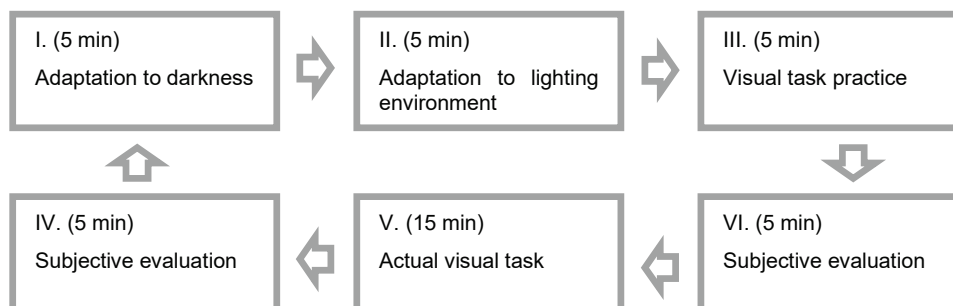 I. (5 min)
Adaptation to darkness
II. (5 min)
Adaptation to lighting
environment
III. (5 min)
Visual task practice
IV. (5 min)
Subjective evaluation
V. (15 min)
Actual visual task
VI. (5 min)
Subjective evaluation